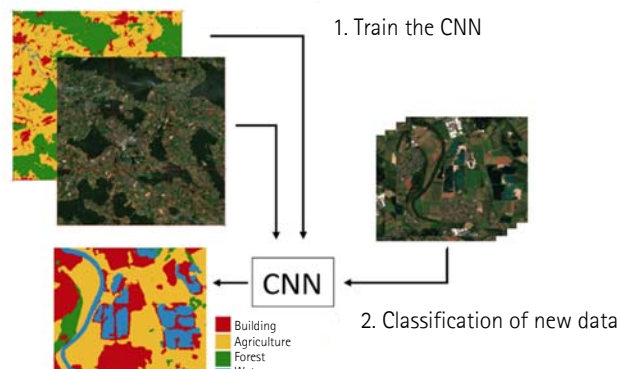 1. Train the CNN
CNN
Building
Agriculture
Forest
2. Classification of new data